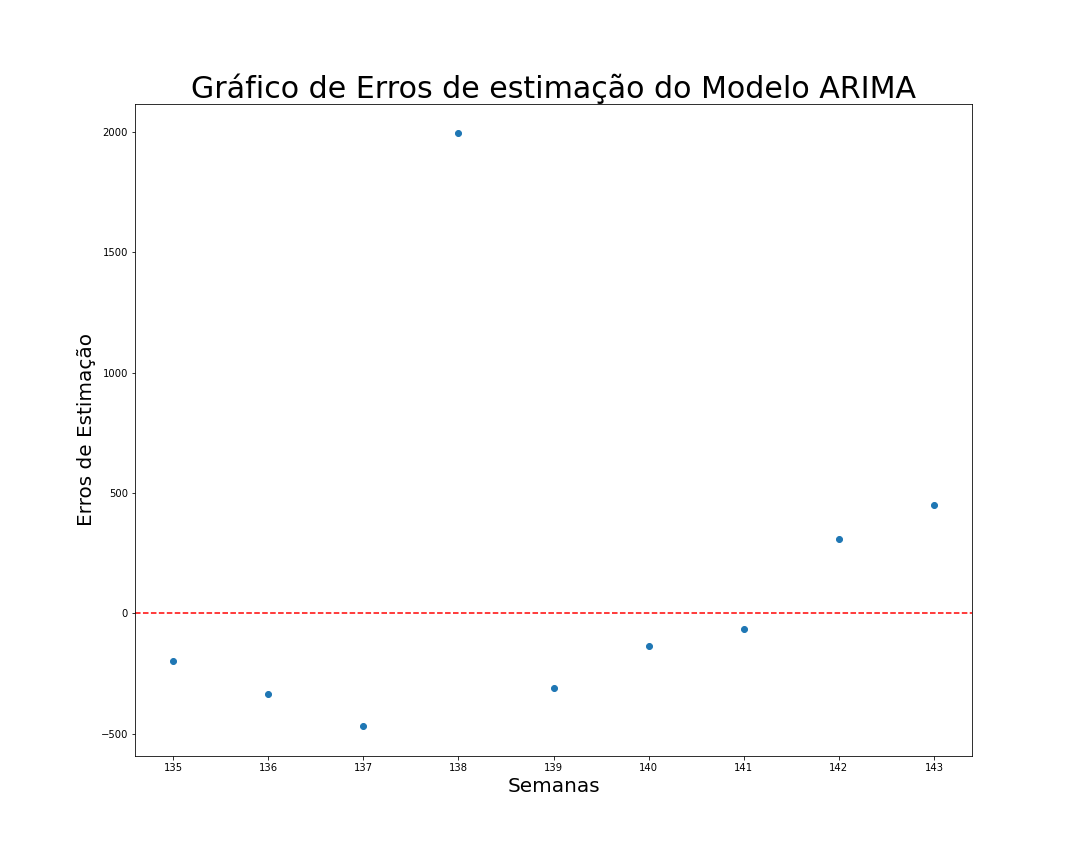 Gráfico de Erros de estimação do Modelo ARIMA
2000
1500
1000
500
0
−500
Erros de Estimação
135 136 137 138 139 140 141 142 143
Semanas